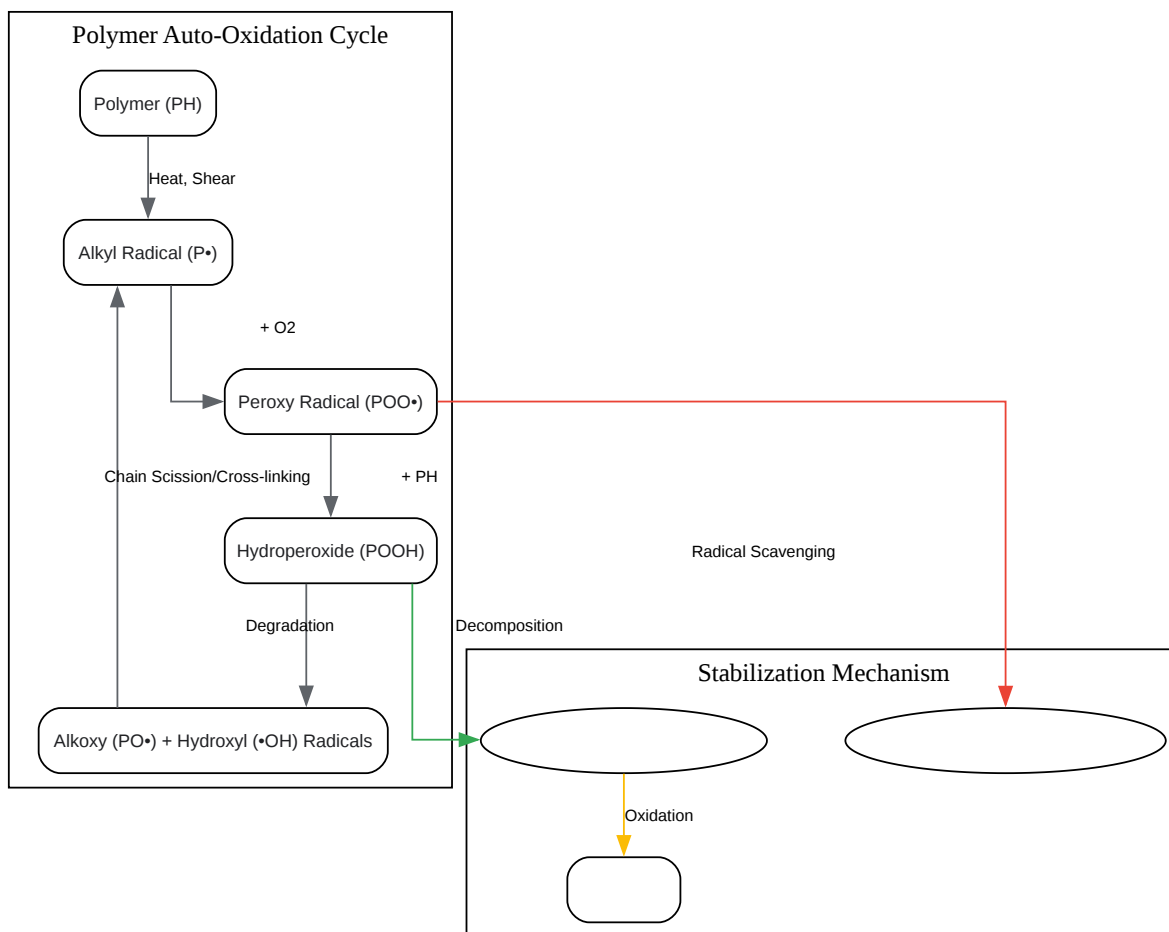 Polymer Auto-Oxidation Cycle
Polymer (PH)
Heat, Shear
Alkyl Radical (P•)
+ O2
Peroxy Radical (POO•)
Chain Scission/Cross-linking
+ PH
Hydroperoxide (POOH)
Radical Scavenging
Degradation
Decomposition
Stabilization Mechanism
Alkoxy (PO•) + Hydroxyl (•OH) Radicals
Oxidation